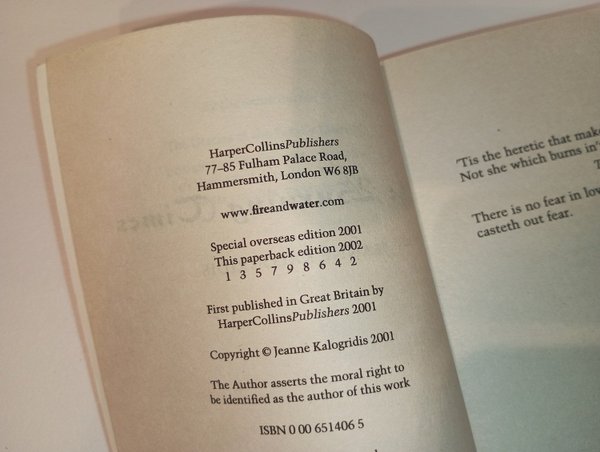 HarperCollinsPublishers
77–85 Fulham Palace Road,
Hammersmith, London W6 8JB
www.fireandwater.com
Special overseas edition 2001
This paperback edition 2002
1 3 5 7 9 8 6 4 2
First published in Great Britain by
HarperCollinsPublishers 2001
Copyright © Jeanne Kalogridis 2001
The Author asserts the moral right to
be identified as the author of this work
ISBN 0 00 651406 5
'Tis the heretic that make
Not she which burns in'
T
There is no fear in lov
casteth out fear.